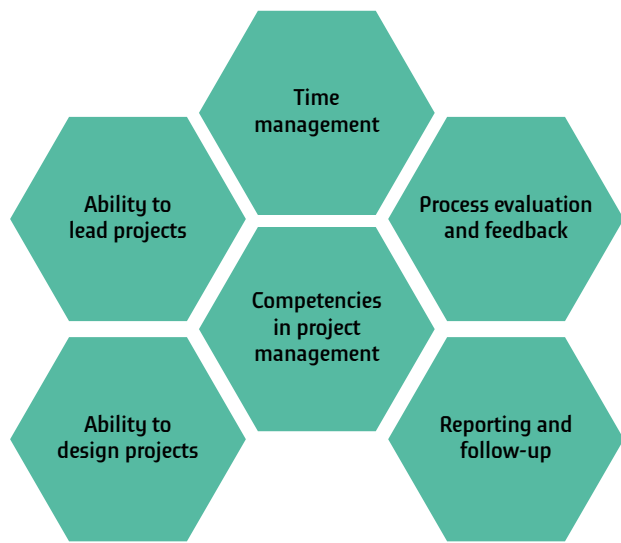 Time
management
Ability to
lead projects
Process evaluation
and feedback
Competencies
in project
management
Ability to
design projects
Reporting and
follow-up